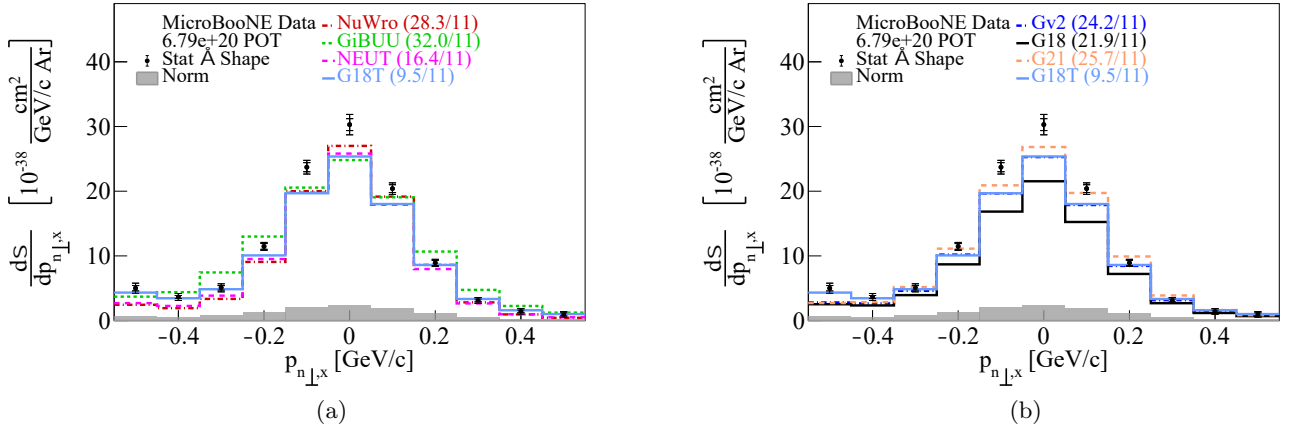 MicroBooNE Data
6.79e+20 POT
Stat Å Shape
Norm
NuWro (28.3/11)
GiBUU (32.0/11)
NEUT (16.4/11)
G18T (9.5/11)
40
30
20
10
0
−0.4 −0.2 0 0.2 0.4
p n⊥,x [GeV/c]
ds/dp n⊥,x [10-38 cm2/GeV/c Ar]
(a)
MicroBooNE Data
6.79e+20 POT
Stat Å Shape
Norm
Gv2 (24.2/11)
G18 (21.9/11)
G21 (25.7/11)
G18T (9.5/11)
40
30
20
10
0
−0.4 −0.2 0 0.2 0.4
p n⊥,x [GeV/c]
ds/dp n⊥,x [10-38 cm2/GeV/c Ar]
(b)